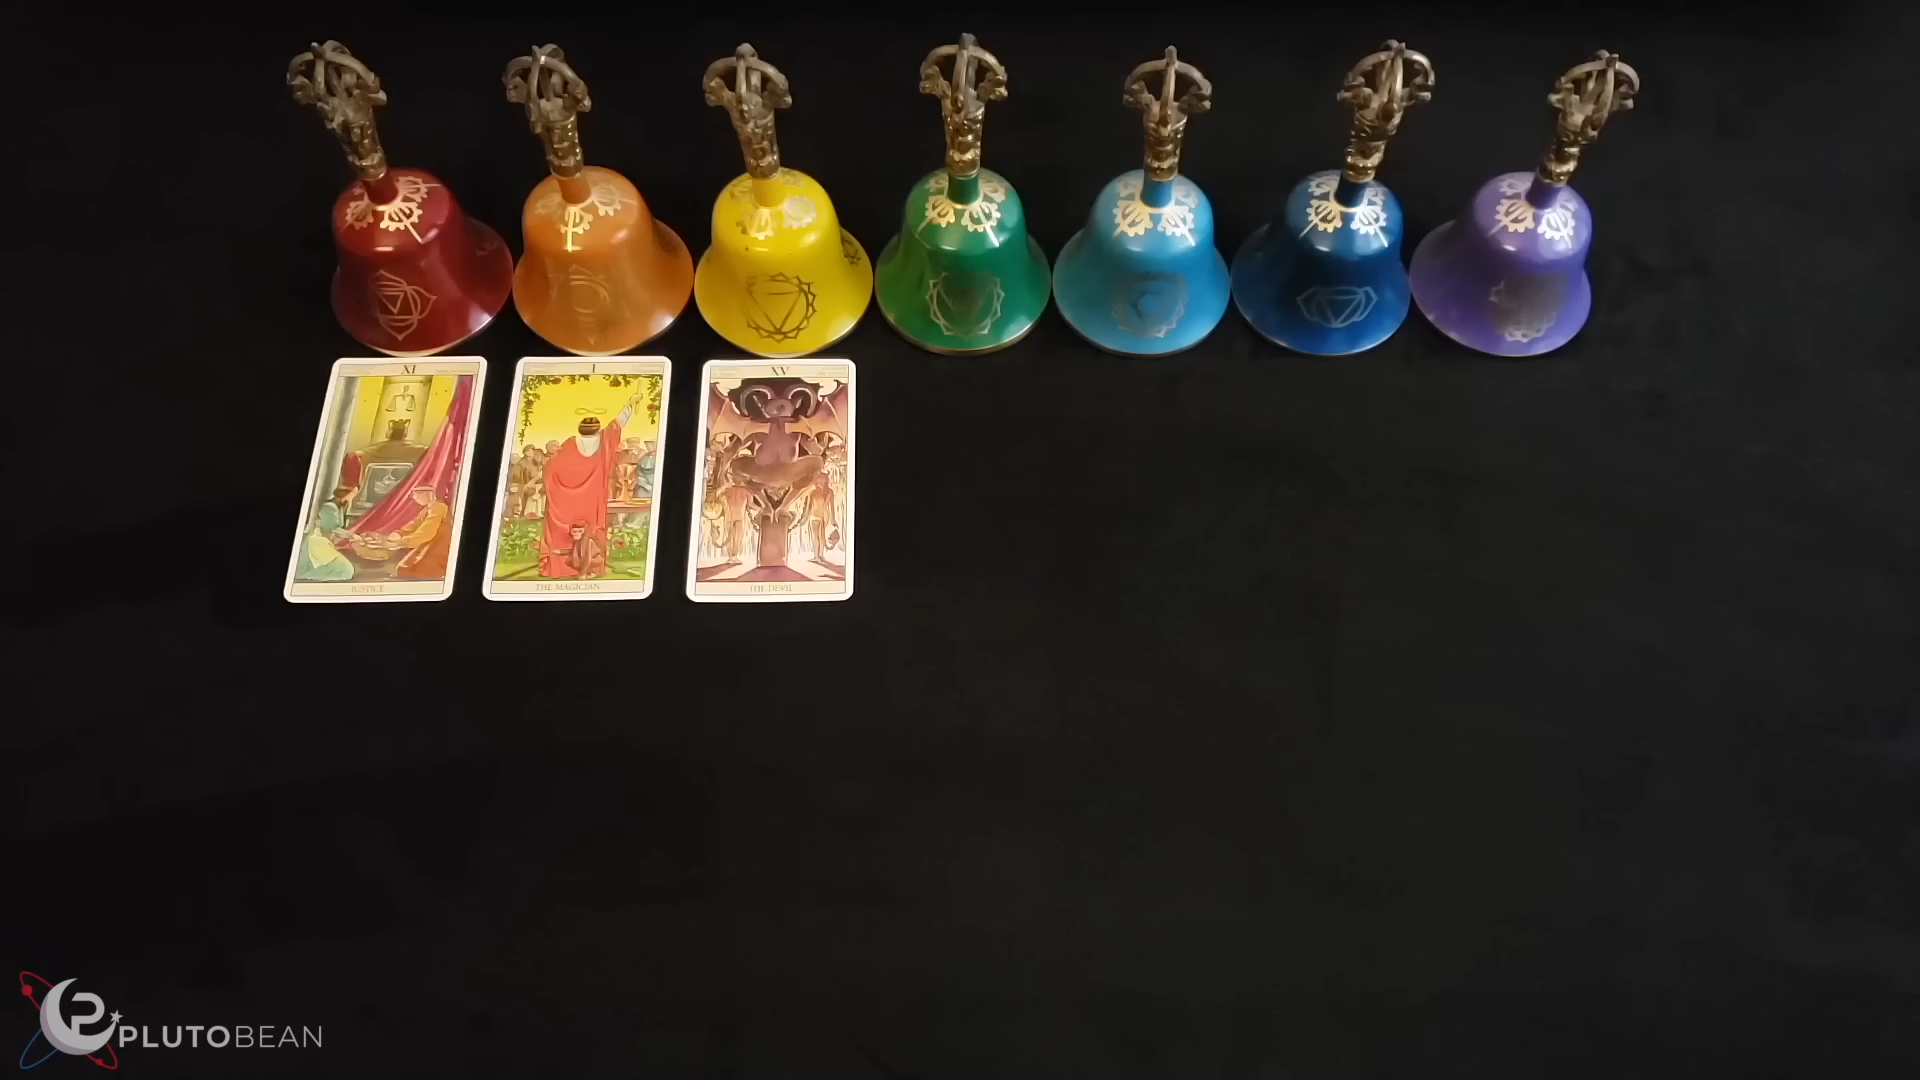 XI
JUSTICE
I
THE MAGICIAN
XV
THE DEVIL
PLUTOBEAN